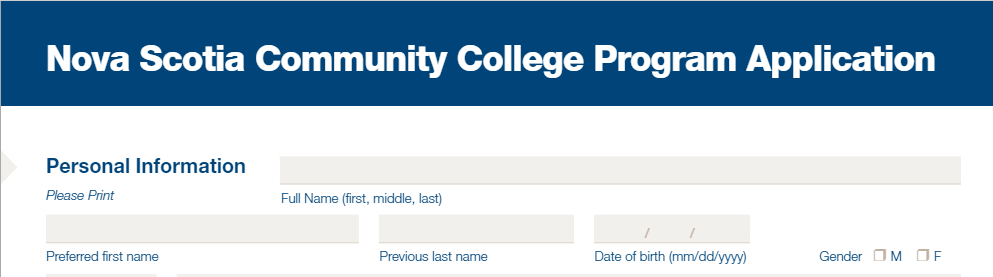 Nova Scotia Community College Program Application
Personal Information
Please Print
Full Name (first, middle, last)
/ /
Preferred first name
Previous last name
Date of birth (mm/dd/yyyy)
Gender M F